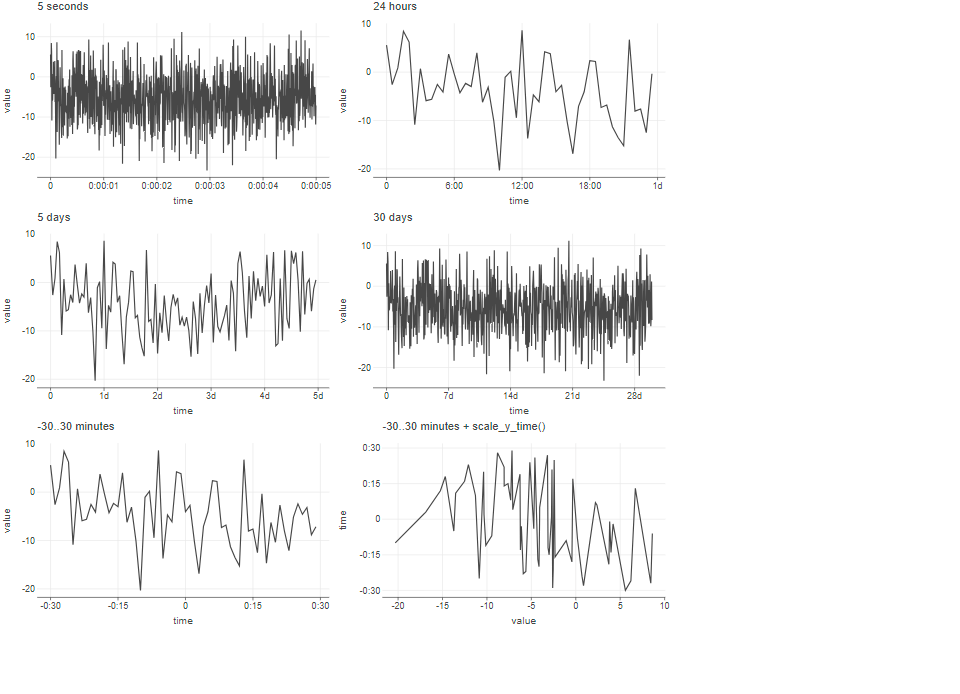 5 seconds
24 hours
value
10
0
-10
-20
0
0:00:01
0:00:02
0:00:03
0:00:04
0:00:05
time
value
10
0
-10
-20
0
6:00
12:00
18:00
1d
time
5 days
30 days
value
10
0
-10
-20
0
1d
2d
3d
4d
5d
time
value
10
0
-10
-20
0
7d
14d
21d
28d
time
-30..30 minutes
-30..30 minutes + scale_y_time()
value
10
0
-10
-20
-0:30
-0:15
0
0:15
0:30
time
time
0:30
0:15
0
-0:15
-0:30
-20
-15
-10
-5
0
5
10
value